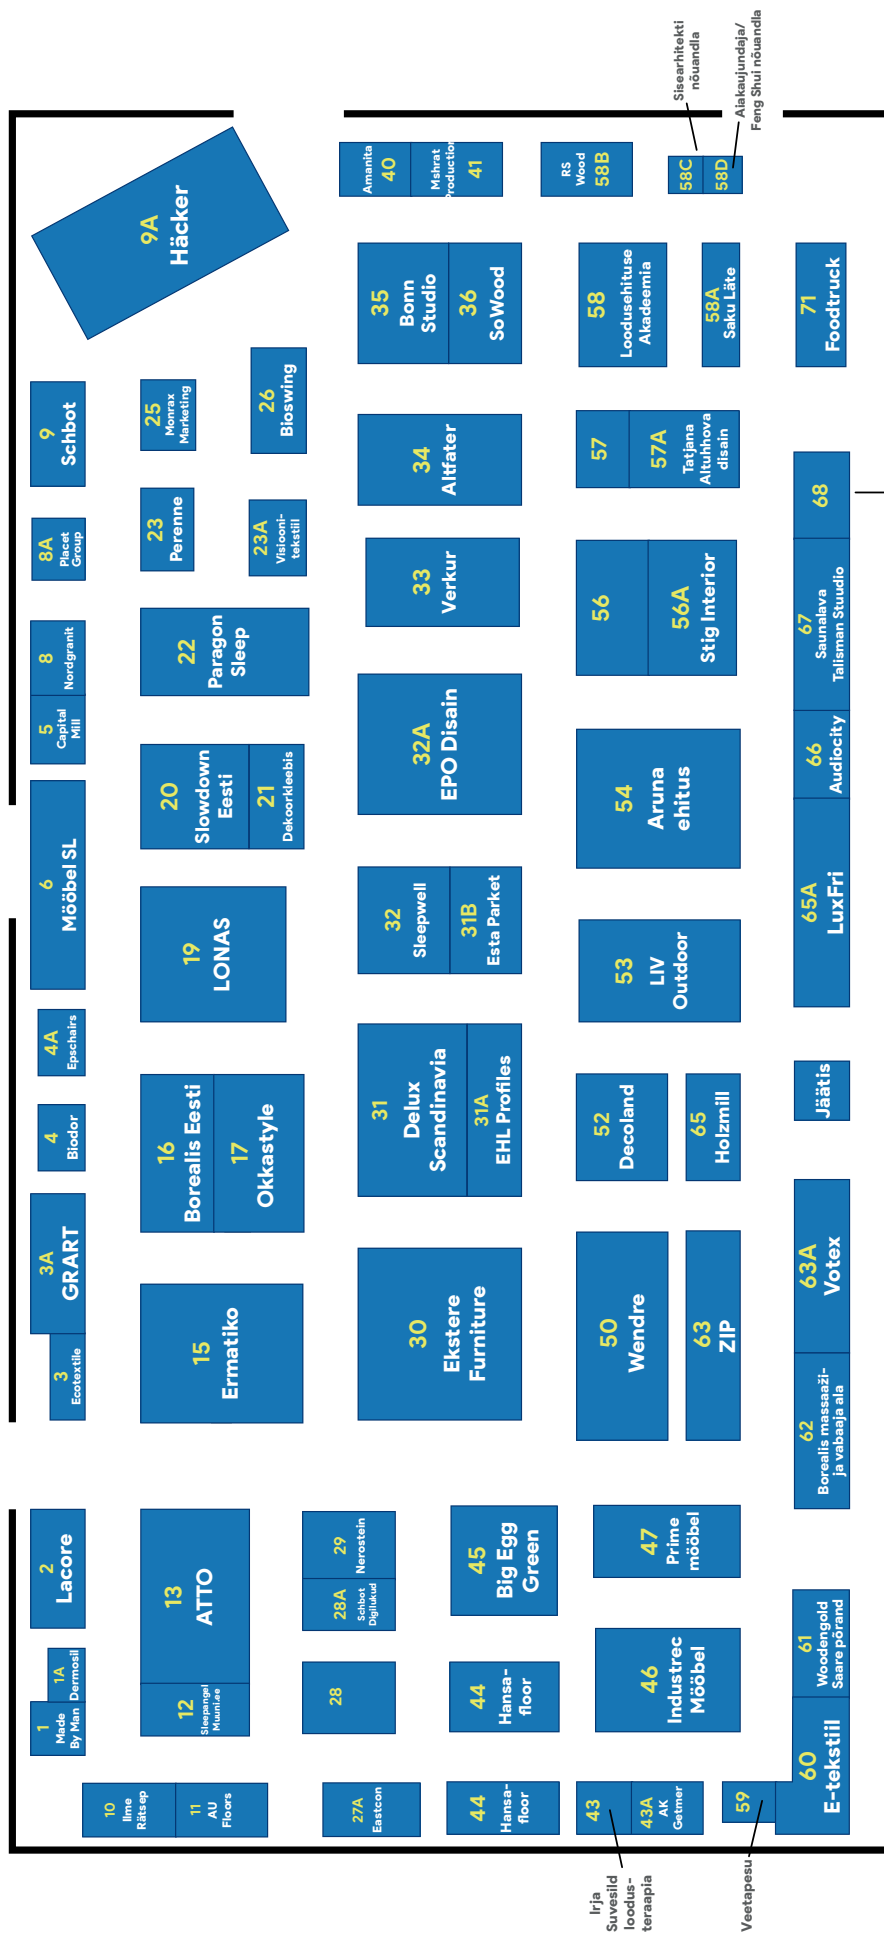 1
Made
By Man
1A
Dermosil
2
Lacore
3
Ecotextile
3A
GRART
4
Biodor
4A
Epschairs
6
Mööbel SL
5
Capital
Mill
8
Nordgranit
8A
Placet
Group
9
Schbot
9A
Häcker
10
Ilme
Rätsep
11
AU
Floors
12
Sleepangel
Muuni.ee
13
ATTO
15
Ermatiko
16
Borealis Eesti
17
Okkastyle
19
LONAS
20
Slowdown
Eesti
21
Dekoorkleebis
22
Paragon
Sleep
23
Perenne
23A
Visiooni-
tekstiil
25
Monrax
Marketing
26
Bioswing
27A
Eastcon
28
28A
Schbot
Digilukud
29
Nerostein
30
Ekstere
Furniture
31
Delux
Scandinavia
31A
EHL Profiles
32
Sleepwell
31B
Esta Parket
32A
EPO Disain
33
Verkur
34
Altfater
35
Bonn
Studio
36
SoWood
Amanita
40
Mshrat
Production
41
44
Hansa-
floor
44
Hansa-
floor
45
Big Egg
Green
43
43A
AK
Getmer
Irja
Suvesild
loodus-
teraapia
46
Industrec
Mööbel
47
Prime
mööbel
50
Wendre
63
ZIP
52
Decoland
65
Holzmill
53
LIV
Outdoor
54
Aruna
ehitus
56
56A
Stig Interior
57
57A
Tatjana
Altuhhova
disain
58
Loodusehituse
Akadeemia
58A
Saku Läte
RS
Wood
58B
58C
58D
Sisearhitekti
nõuandla
Aiakaujundaja/
Feng Shui nõuandla
59
Veetapesu
60
E-tekstiil
61
Woodengold
Saare põrand
62
Borealis massaaži-
ja vabaaja ala
63A
Votex
Jäätis
65A
LuxFri
66
Audiocity
67
Saunalava
Talisman Stuudio
68
71
Foodtruck